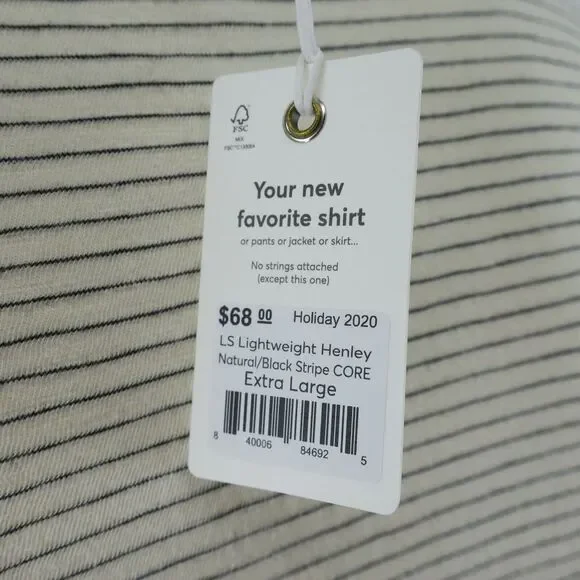 FSC
MIX
Your new
favorite shirt
or pants or jacket or skirt...
No strings attached
(except this one)
$68 00 Holiday 2020
LS Lightweight Henley
Natural/Black Stripe CORE
Extra Large
8 40006 84692 5